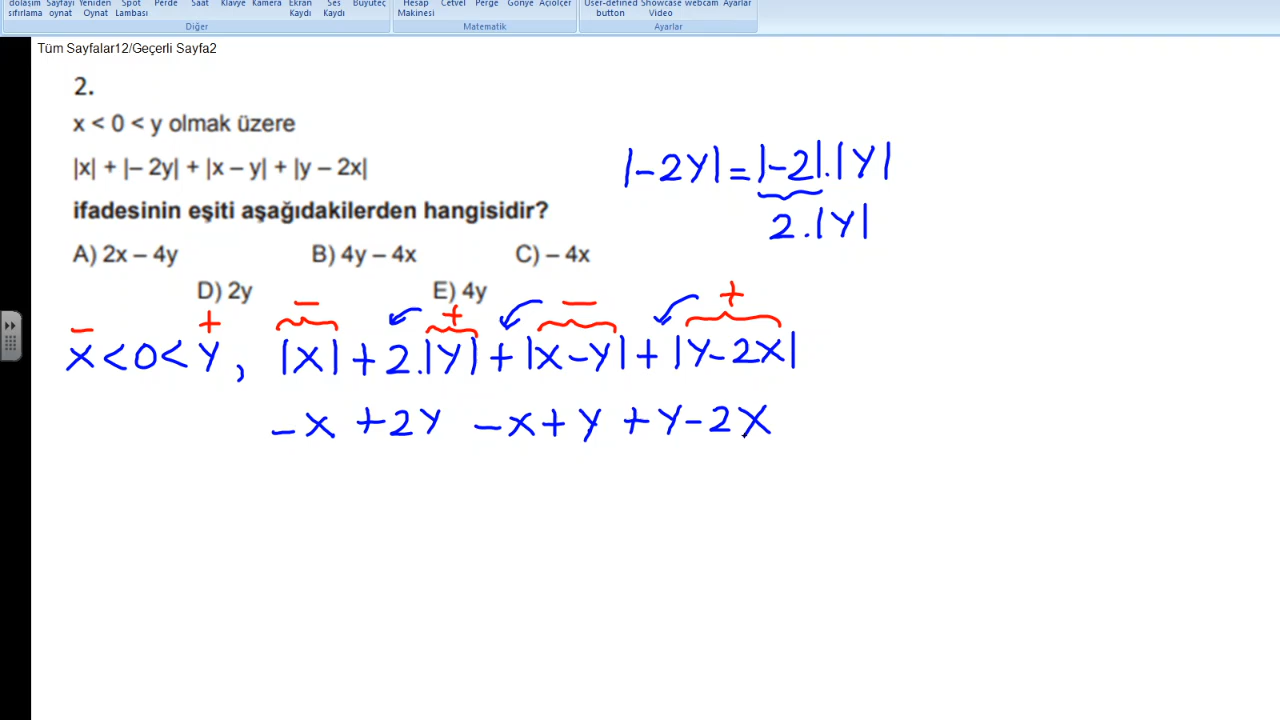 dolaşım Sayfayı Yeniden Spot Perde Saat Klavye Kamera Ekran Ses Büyüteç Hesap Cetvel Perge Gönye Açıölçer User-defined Showcase webcam Ayarlar
sıfırlama oynat Oynat Lambası Kaydı Kaydı Makinesi button Video
Diğer Matematik Ayarlar
Tüm Sayfalar12/Geçerli Sayfa2
2.
x < 0 < y olmak üzere
|x| + |– 2y| + |x – y| + |y – 2x|
ifadesinin eşiti aşağıdakilerden hangisidir?
A) 2x – 4y B) 4y – 4x C) – 4x
D) 2y E) 4y
|-2Y| = |-2|.|Y|
2.|Y|
- + - + - +
x < 0 < y, |X| + 2.|Y| + |X-Y| + |Y-2X|
-X +2Y -X+Y +Y-2X